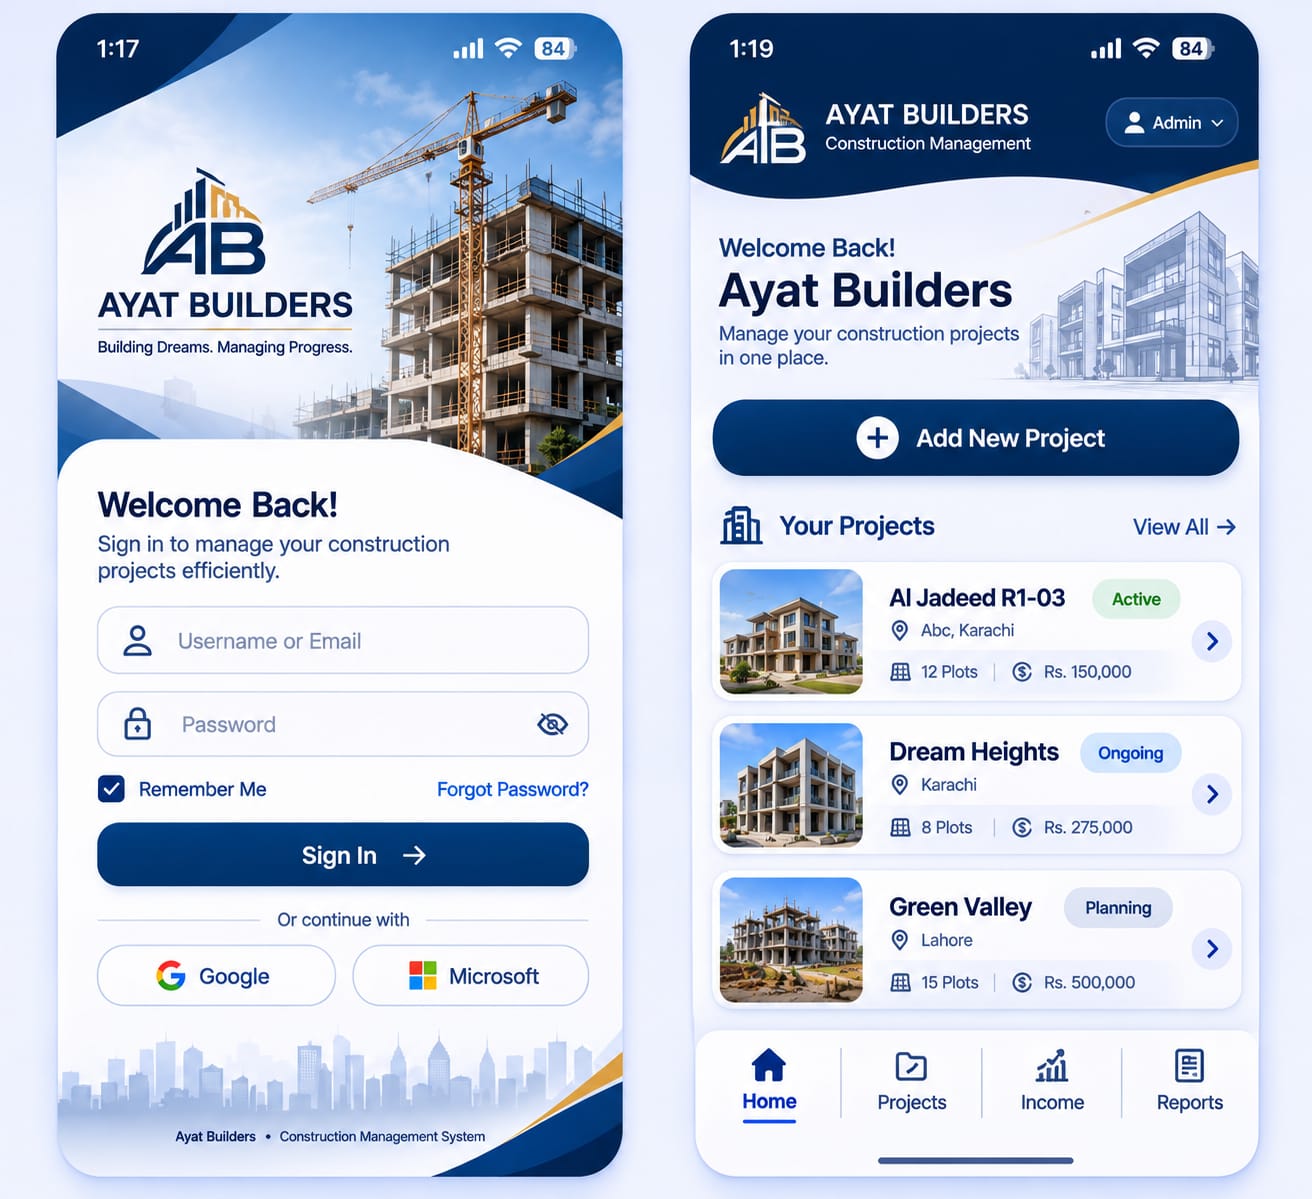 1:17
84
AB
AYAT BUILDERS
Building Dreams. Managing Progress.
Welcome Back!
Sign in to manage your construction
projects efficiently.
Username or Email
Password
Remember Me
Forgot Password?
Sign In
Or continue with
Google
Microsoft
Ayat Builders • Construction Management System
1:19
84
AB
AYAT BUILDERS
Construction Management
Admin
Welcome Back!
Ayat Builders
Manage your construction projects
in one place.
Add New Project
Your Projects
View All
Al Jadeed R1-03
Active
Abc, Karachi
12 Plots
Rs. 150,000
Dream Heights
Ongoing
Karachi
8 Plots
Rs. 275,000
Green Valley
Planning
Lahore
15 Plots
Rs. 500,000
Home
Projects
Income
Reports